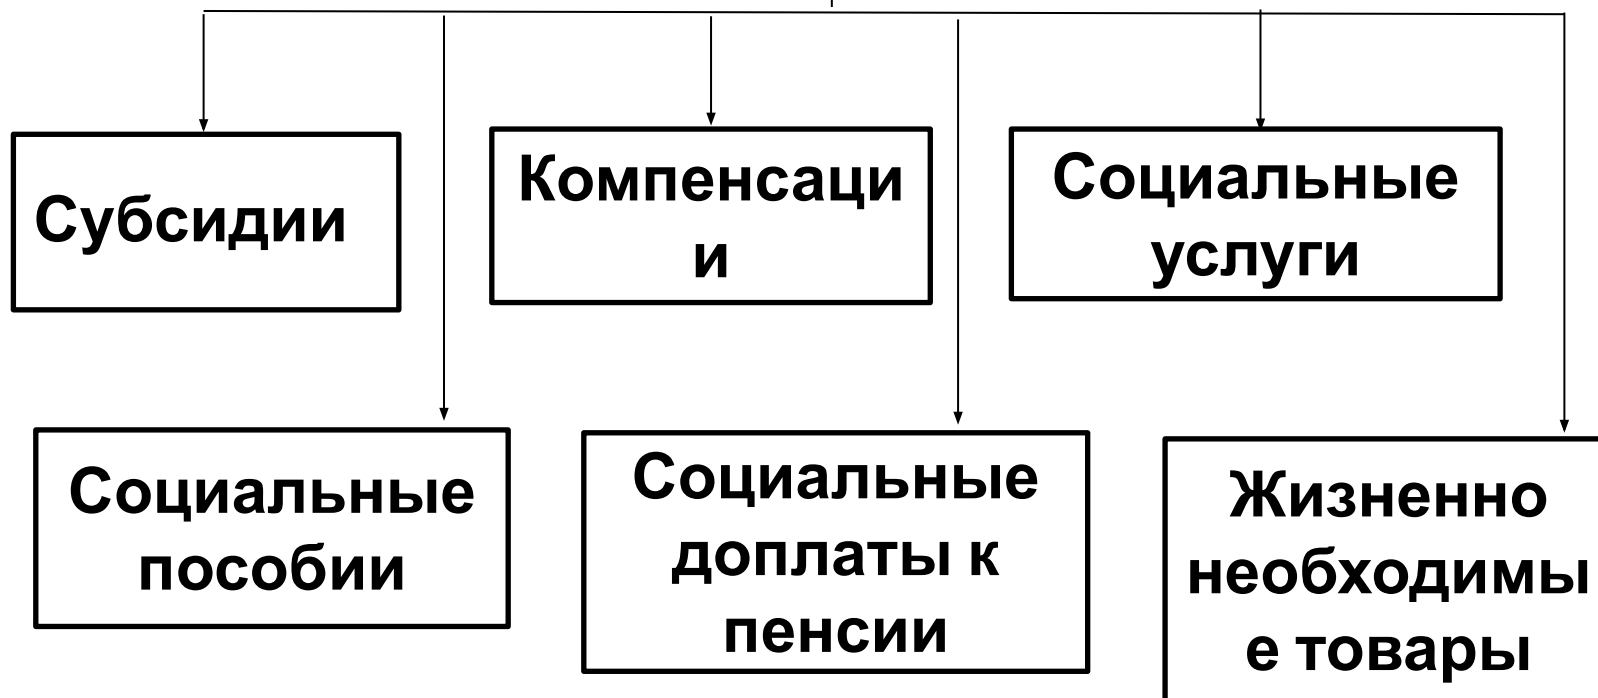 Субсидии
Компенсаци
и
Социальные
услуги
Социальные
пособии
Социальные
доплаты к
пенсии
Жизненно
необходимы
е товары